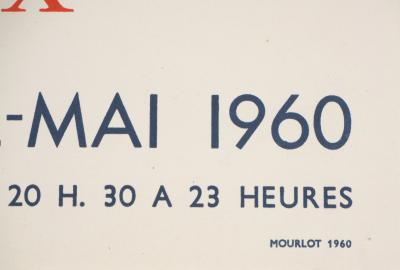 -MAI 1960
20 H. 30 A 23 HEURES
MOURLOT 1960